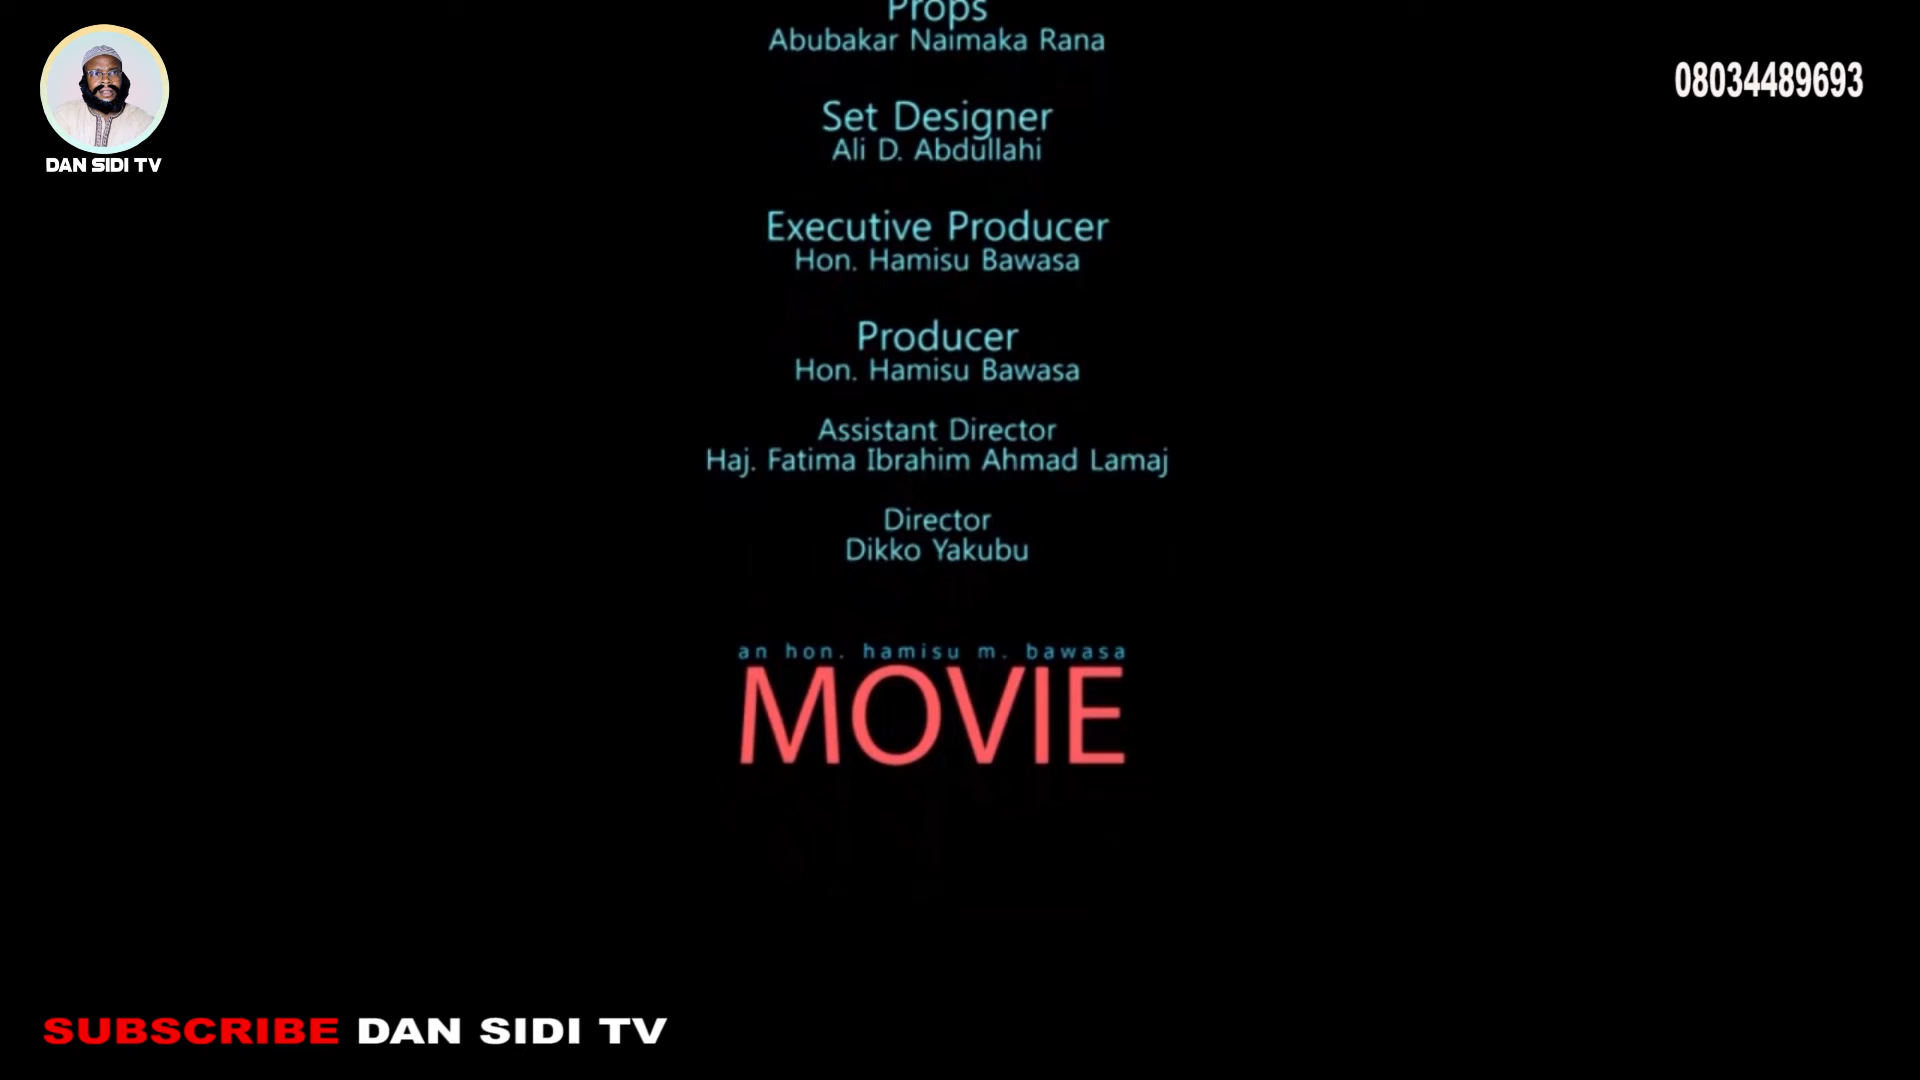 Props
Abubakar Naimaka Rana
DAN SIDI TV
08034489693
Set Designer
Ali D. Abdullahi
Executive Producer
Hon. Hamisu Bawasa
Producer
Hon. Hamisu Bawasa
Assistant Director
Haj. Fatima Ibrahim Ahmad Lamaj
Director
Dikko Yakubu
an hon. hamisu m. bawasa
MOVIE
SUBSCRIBE DAN SIDI TV